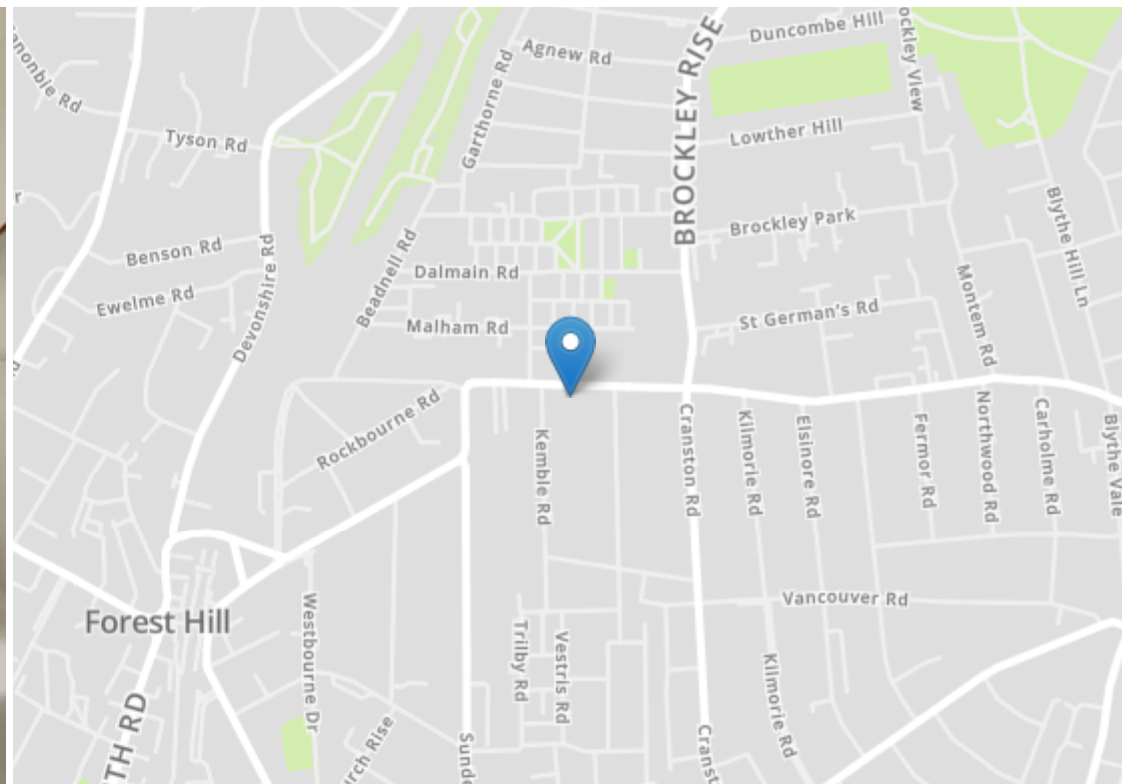 Duncombe Hill
Agnew Rd
BROCKLEY RISE
Tyson Rd
Garthorne Rd
Lowther Hill
Benson Rd
Brockley Park
Blythe Hill Ln
Devonshire Rd
Beadnell Rd
Dalmain Rd
Ewelme Rd
Malham Rd
St German's Rd
Montem Rd
Rockbourne Rd
Kemble Rd
Cranston Rd
Kilmorie Rd
Elsinore Rd
Fermor Rd
Northwood Rd
Carholme Rd
Blythe Vale
Forest Hill
Vancouver Rd
Westbourne Dr
Trilby Rd
Vestris Rd
Kilmorie Rd
RD